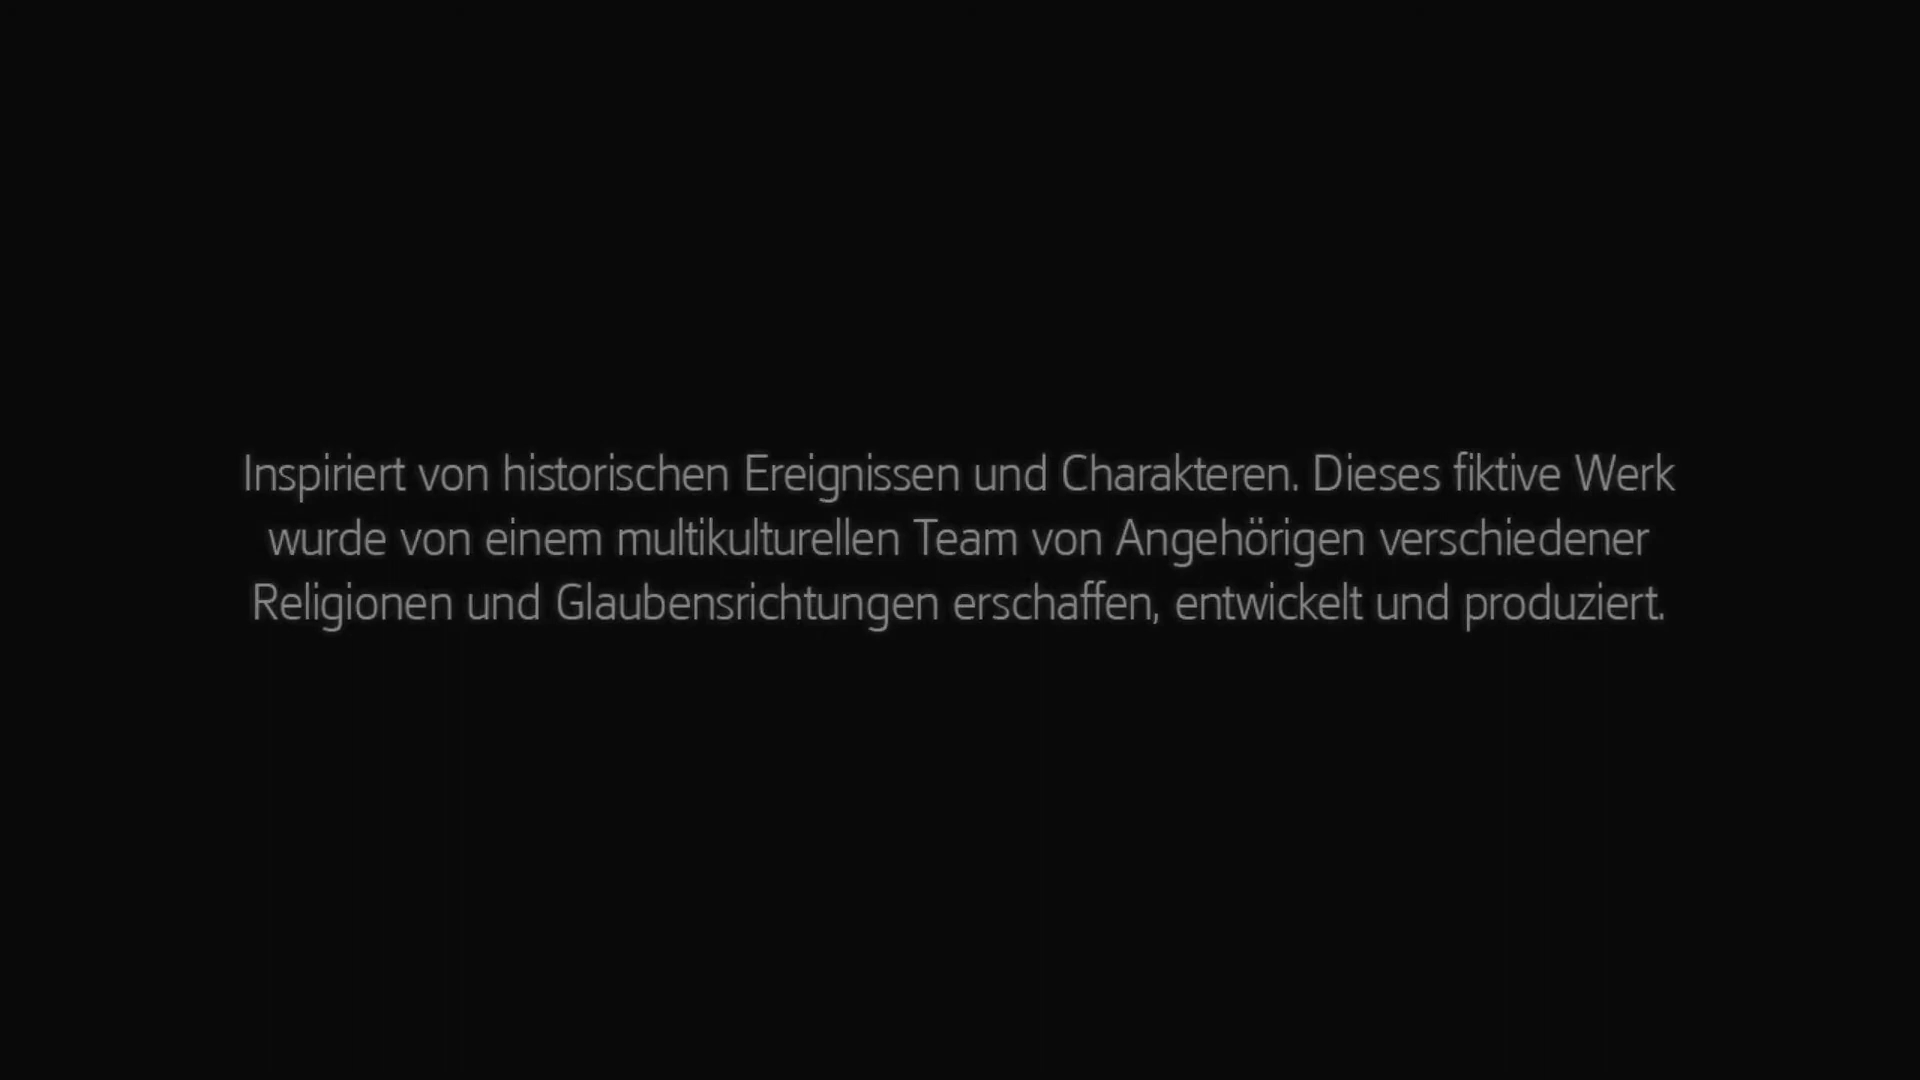 Inspiriert von historischen Ereignissen und Charakteren. Dieses fiktive Werk
wurde von einem multikulturellen Team von Angehörigen verschiedener
Religionen und Glaubensrichtungen erschaffen, entwickelt und produziert.